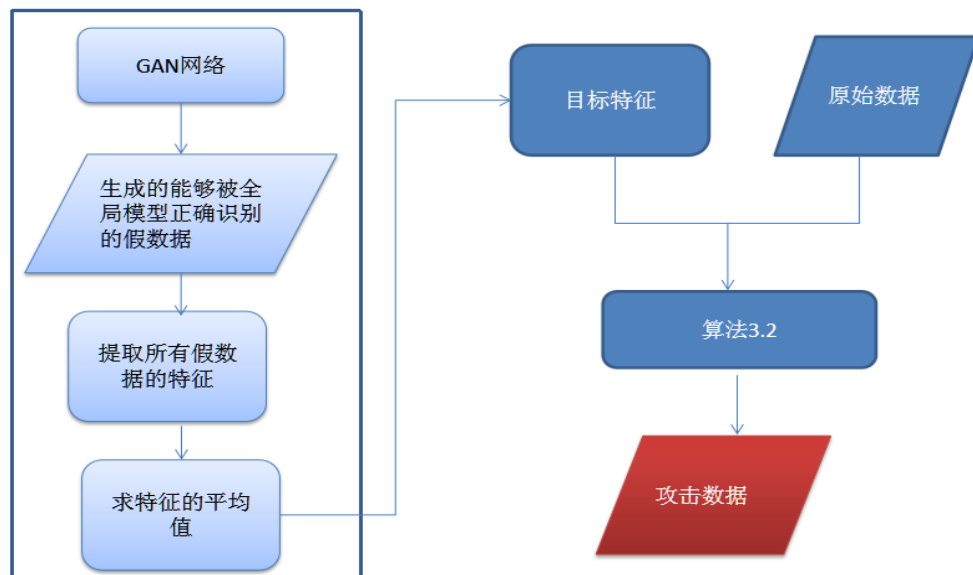 GAN网络
生成的能够被全
局模型正确识别
的假数据
提取所有假数
据的特征
求特征的平均
值
目标特征
原始数据
算法3.2
攻击数据